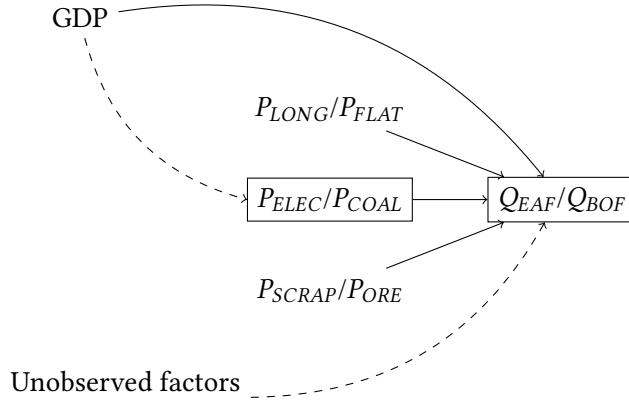 GDP
P_LONG/P_FLAT
P_ELEC/P_COAL
Q_EAF/Q_BOF
P_SCRAP/P_ORE
Unobserved factors